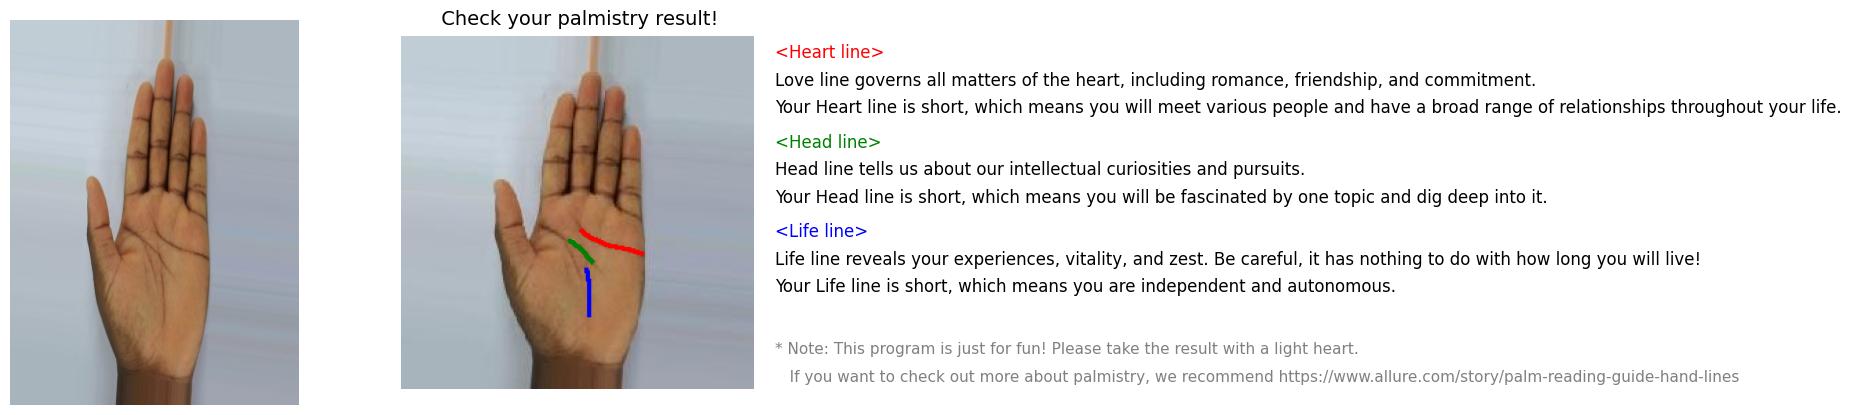 Check your palmistry result!
<Heart line>
Love line governs all matters of the heart, including romance, friendship, and commitment.
Your Heart line is short, which means you will meet various people and have a broad range of relationships throughout your life.
<Head line>
Head line tells us about our intellectual curiosities and pursuits.
Your Head line is short, which means you will be fascinated by one topic and dig deep into it.
<Life line>
Life line reveals your experiences, vitality, and zest. Be careful, it has nothing to do with how long you will live!
Your Life line is short, which means you are independent and autonomous.
* Note: This program is just for fun! Please take the result with a light heart.
If you want to check out more about palmistry, we recommend https://www.allure.com/story/palm-reading-guide-hand-lines